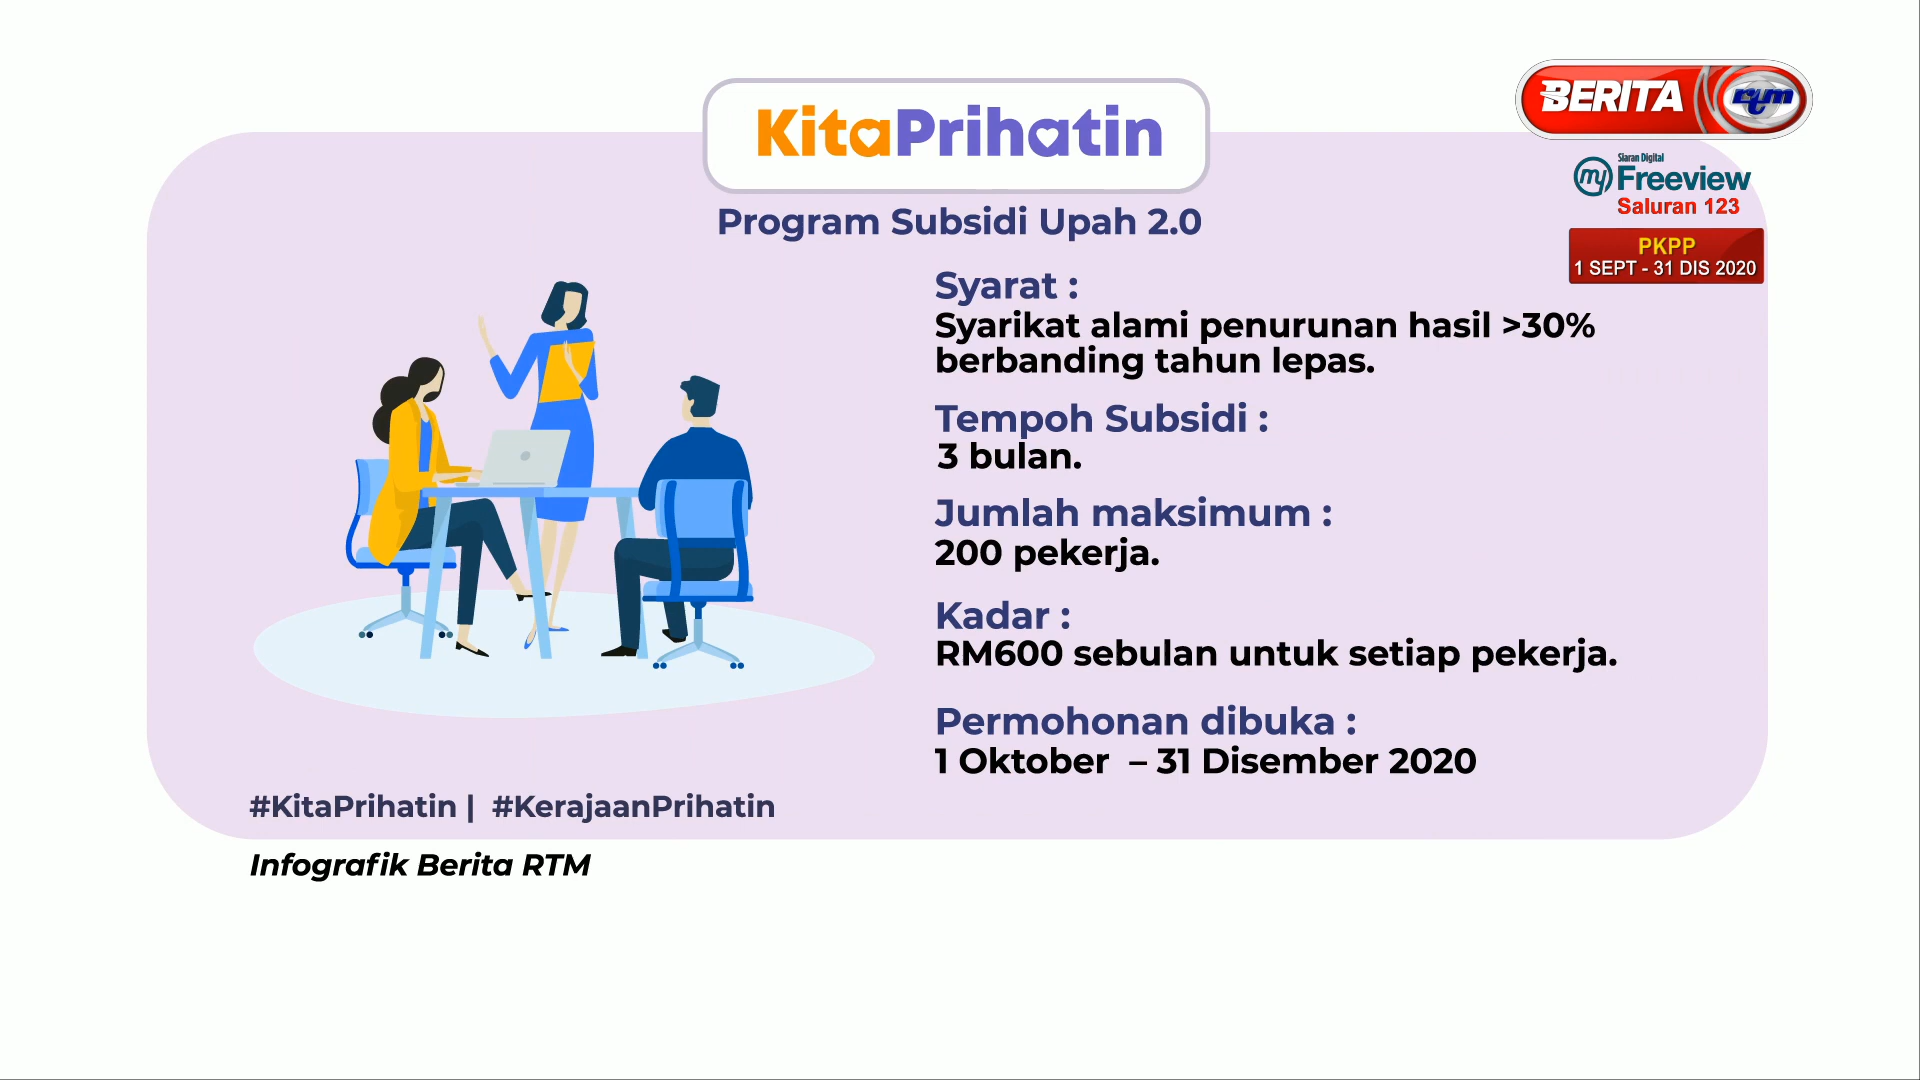 KitaPrihatin
BERITA rtm
Siaran Digital
my Freeview
Saluran 123
PKPP
1 SEPT - 31 DIS 2020
Program Subsidi Upah 2.0
Syarat :
Syarikat alami penurunan hasil >30%
berbanding tahun lepas.
Tempoh Subsidi :
3 bulan.
Jumlah maksimum :
200 pekerja.
Kadar :
RM600 sebulan untuk setiap pekerja.
Permohonan dibuka :
1 Oktober – 31 Disember 2020
#KitaPrihatin | #KerajaanPrihatin
Infografik Berita RTM